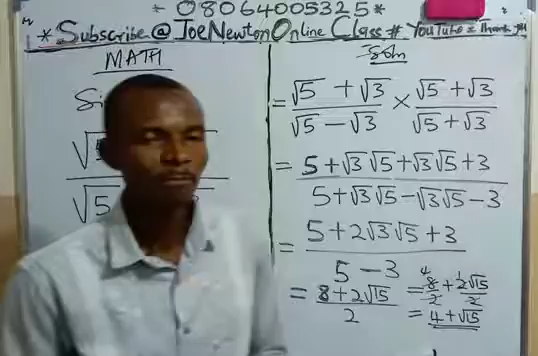 * 08064005325 *
* Subscribe @ JoeNewton Online Class # YouTube = Thank
MATH
Soln
= √5 + √3 / √5 − √3 × √5 + √3 / √5 + √3
= 5 + √3 √5 + √3 √5 + 3 / 5 + √3 √5 − √3 √5 − 3
= 5 + 2√3 √5 + 3 / 5 − 3
= 8 + 2√15 / 2
= 8/2 + 2√15/2
= 4 + √15